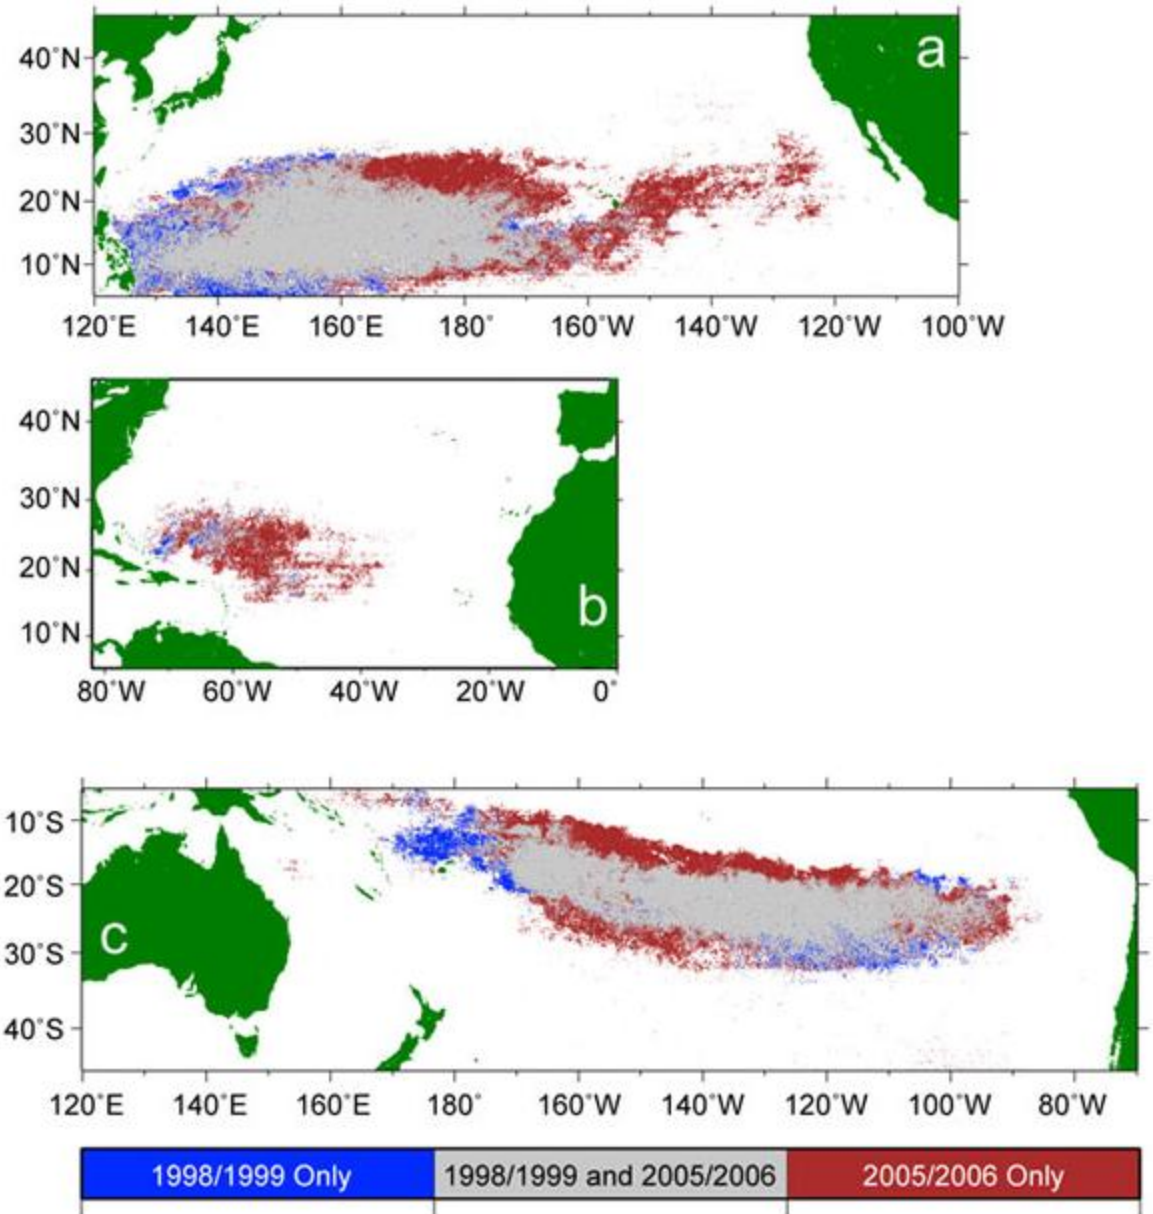 a
40°N
30°N
20°N
10°N
120°E 140°E 160°E 180° 160°W 140°W 120°W 100°W
40°N
30°N
20°N
10°N
b
80°W 60°W 40°W 20°W 0°
10°S
20°S
c
30°S
40°S
120°E 140°E 160°E 180° 160°W 140°W 120°W 100°W 80°W
1998/1999 Only 1998/1999 and 2005/2006 2005/2006 Only